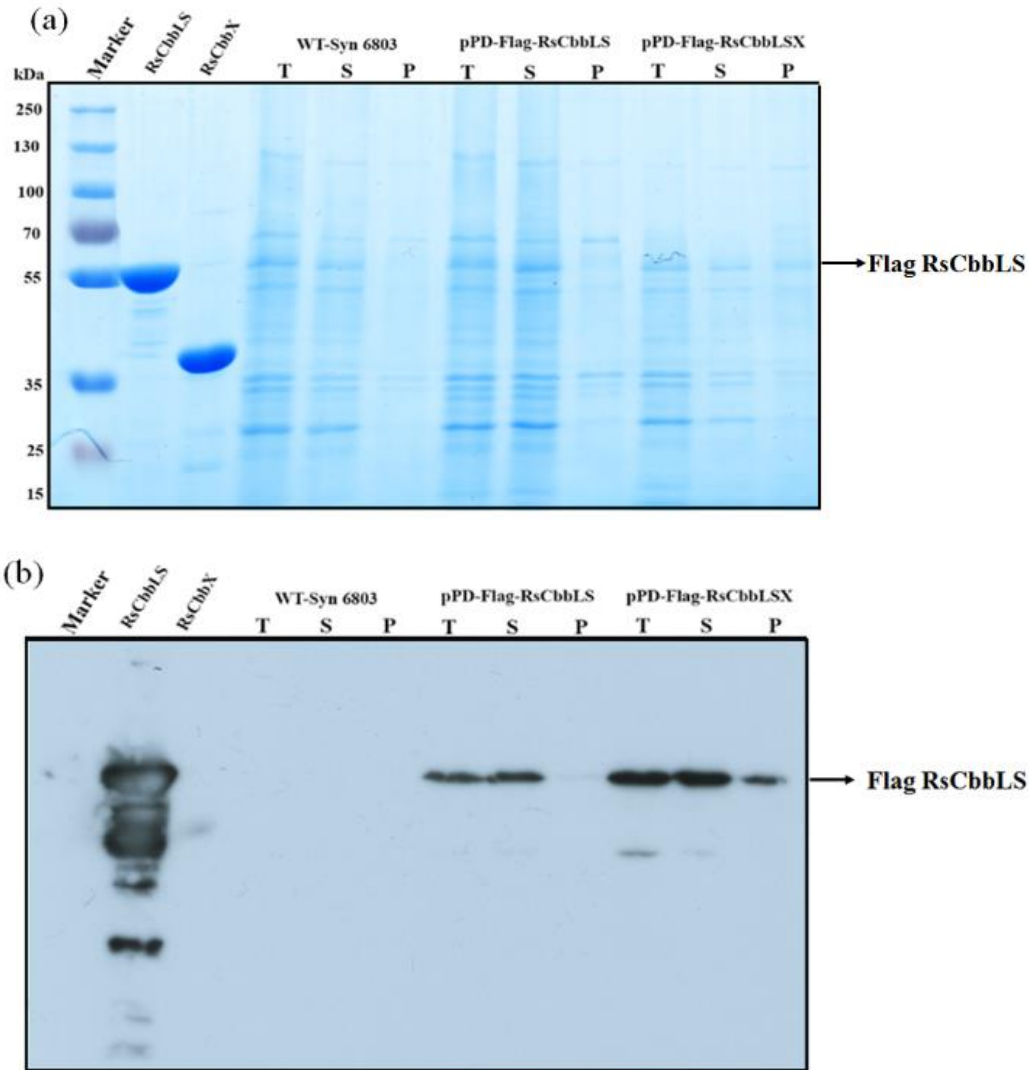 (a)
Marker RsCbbLS RsCbbX
WT-Syn 6803 pPD-Flag-RsCbbLS pPD-Flag-RsCbbLSX
kDa T S P T S P T S P
250
130
100
70
Flag RsCbbLS
55
35
25
15
(b)
Marker RsCbbLS RsCbbX
WT-Syn 6803 pPD-Flag-RsCbbLS pPD-Flag-RsCbbLSX
T S P T S P T S P
Flag RsCbbLS